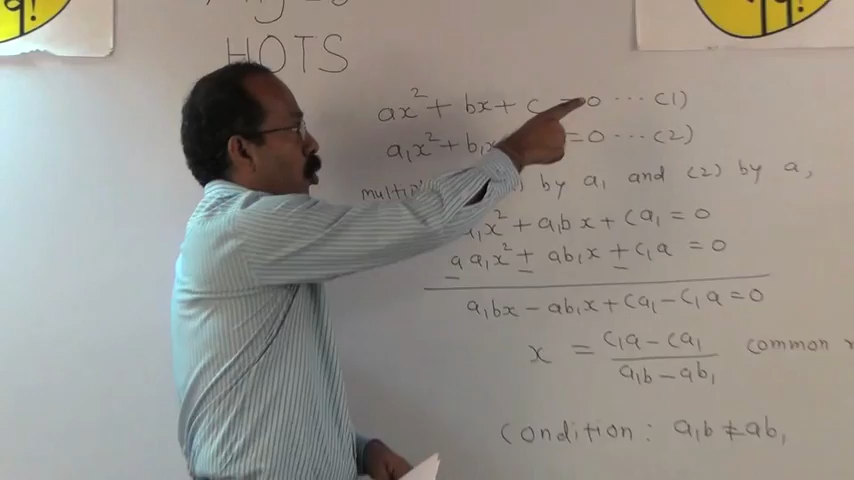 HOTS
ax² + bx + c = 0 ... (1)
a₁x² + b₁x = 0 ... (2)
by a₁ and (2) by a,
a₁x² + a₁bx + ca₁ = 0
aa₁x² + ab₁x + c₁a = 0
a₁bx - ab₁x + ca₁ - c₁a = 0
x = (c₁a - ca₁)/(a₁b - ab₁) common
Condition: a₁b ≠ ab₁